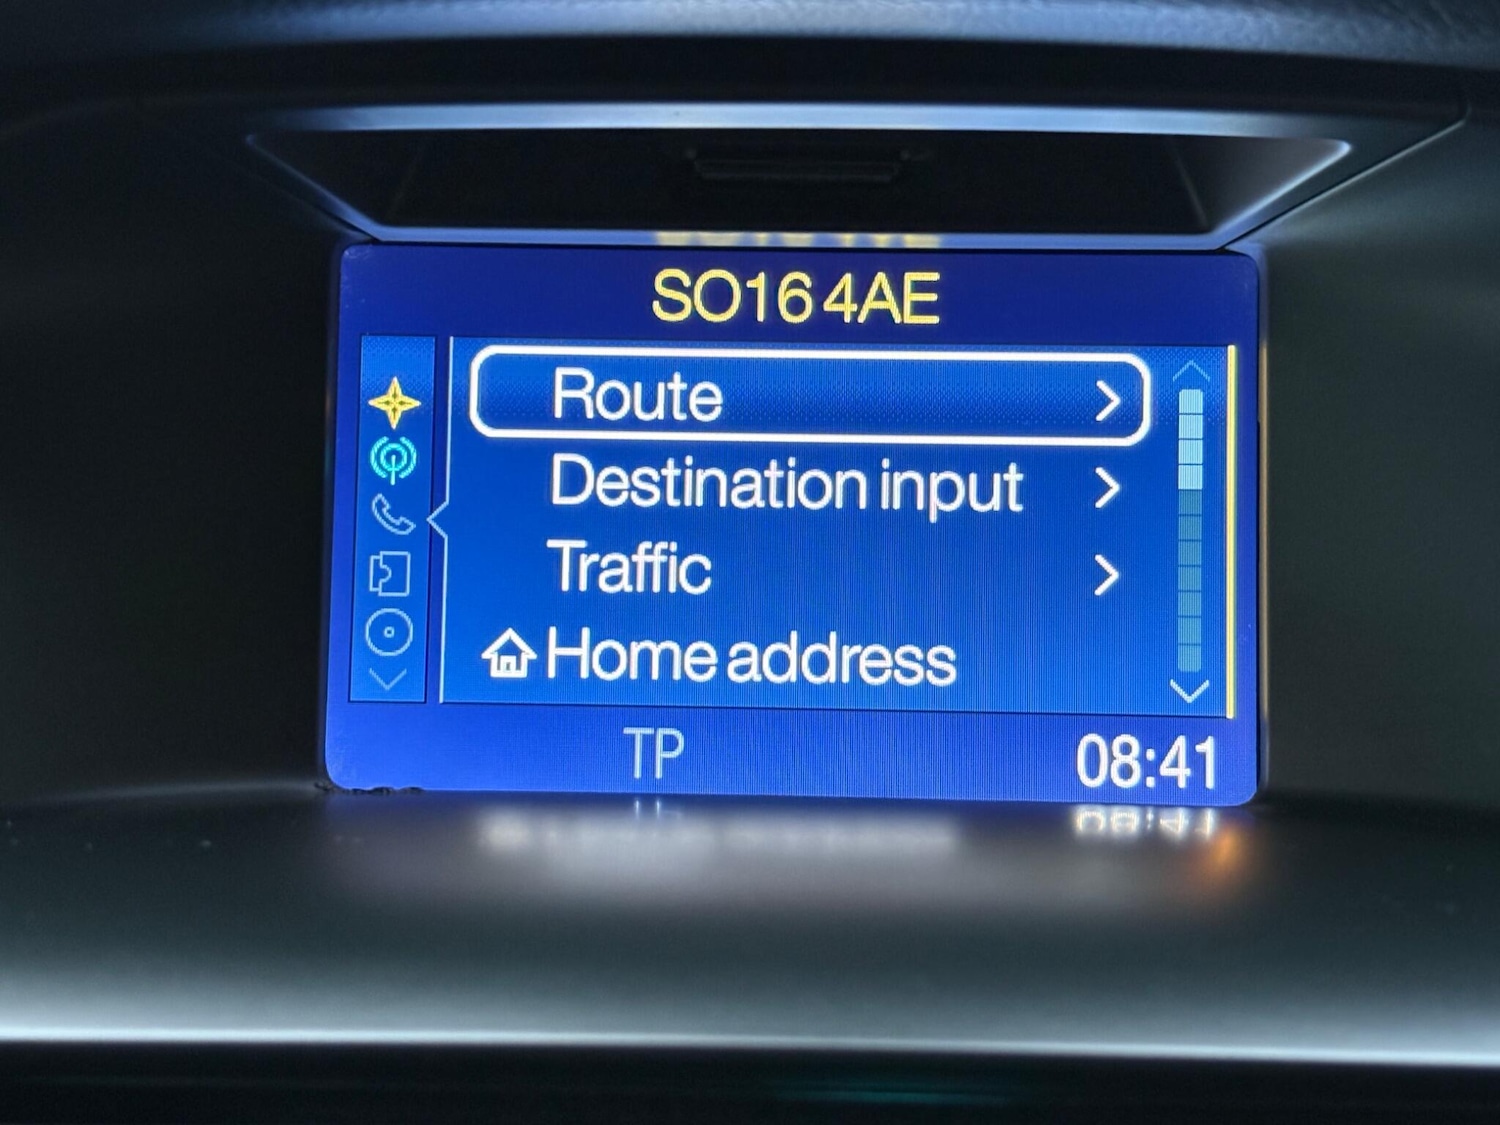 SO16 4AE
Route
Destination input
Traffic
Home address
TP
08:41